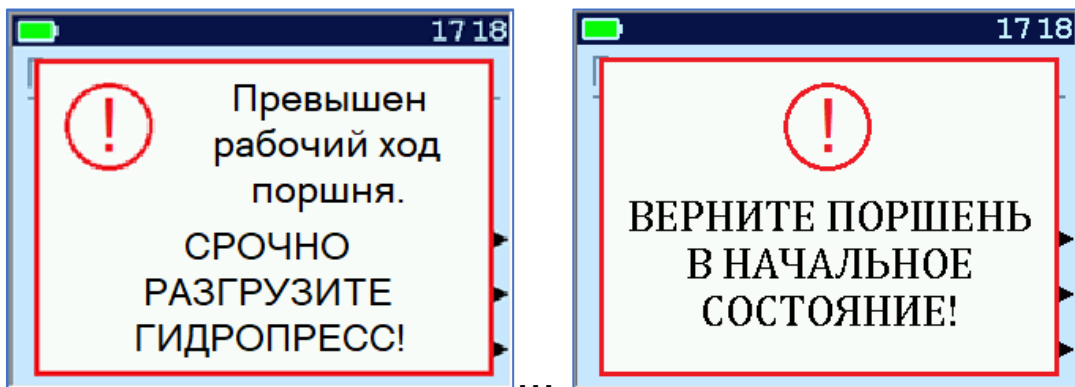 17 18
Превышен
рабочий ход
поршня.
СРОЧНО
РАЗГРУЗИТЕ
ГИДРОПРЕСС!
...
17 18
ВЕРНИТЕ ПОРШЕНЬ
В НАЧАЛЬНОЕ
СОСТОЯНИЕ!